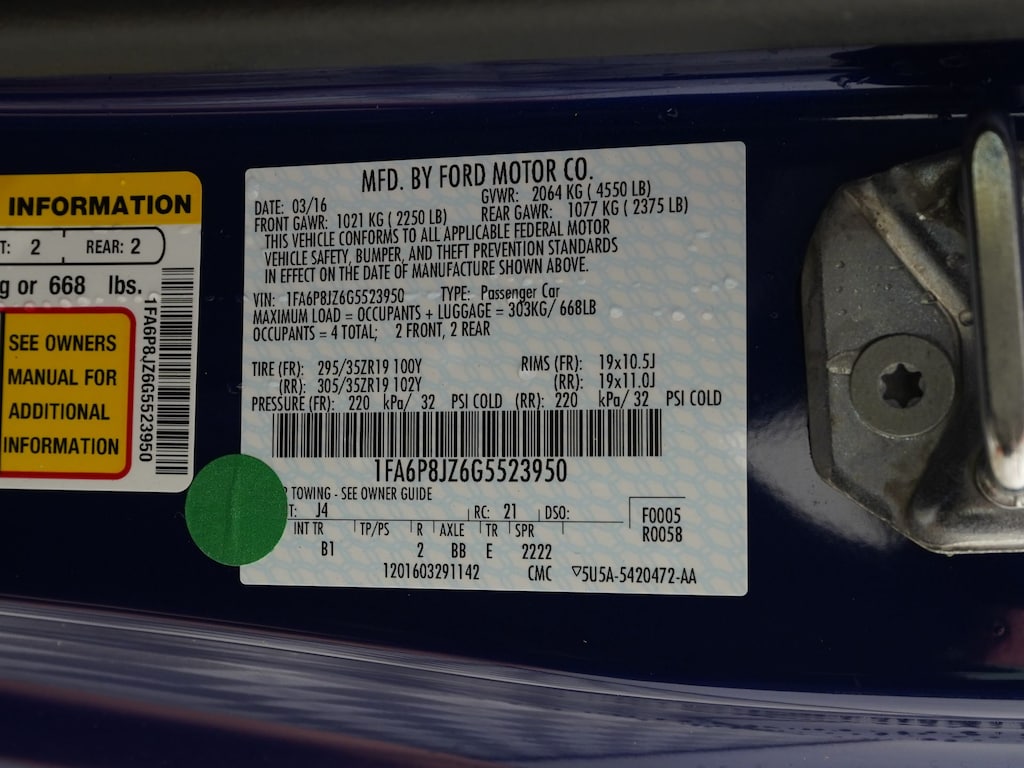 INFORMATION
T: 2 REAR: 2
g or 668 lbs.
SEE OWNERS
MANUAL FOR
ADDITIONAL
INFORMATION
1FA6P8JZ6G5523950
MFD. BY FORD MOTOR CO.
DATE: 03/16 GVWR: 2064 KG ( 4550 LB)
FRONT GAWR: 1021 KG ( 2250 LB) REAR GAWR: 1077 KG ( 2375 LB)
THIS VEHICLE CONFORMS TO ALL APPLICABLE FEDERAL MOTOR
VEHICLE SAFETY, BUMPER, AND THEFT PREVENTION STANDARDS
IN EFFECT ON THE DATE OF MANUFACTURE SHOWN ABOVE.
VIN: 1FA6P8JZ6G5523950 TYPE: Passenger Car
MAXIMUM LOAD = OCCUPANTS + LUGGAGE = 303KG/ 668LB
OCCUPANTS = 4 TOTAL; 2 FRONT, 2 REAR
TIRE (FR): 295/35ZR19 100Y RIMS (FR): 19x10.5J
(RR): 305/35ZR19 102Y (RR): 19x11.0J
PRESSURE (FR): 220 kPa/ 32 PSI COLD (RR): 220 kPa/ 32 PSI COLD
1FA6P8JZ6G5523950
R TOWING - SEE OWNER GUIDE
T: J4 RC: 21 DSO: F0005
R0058
INT TR TP/PS R AXLE TR SPR
B1 2 BB E 2222
1201603291142 CMC ▽5U5A-5420472-AA